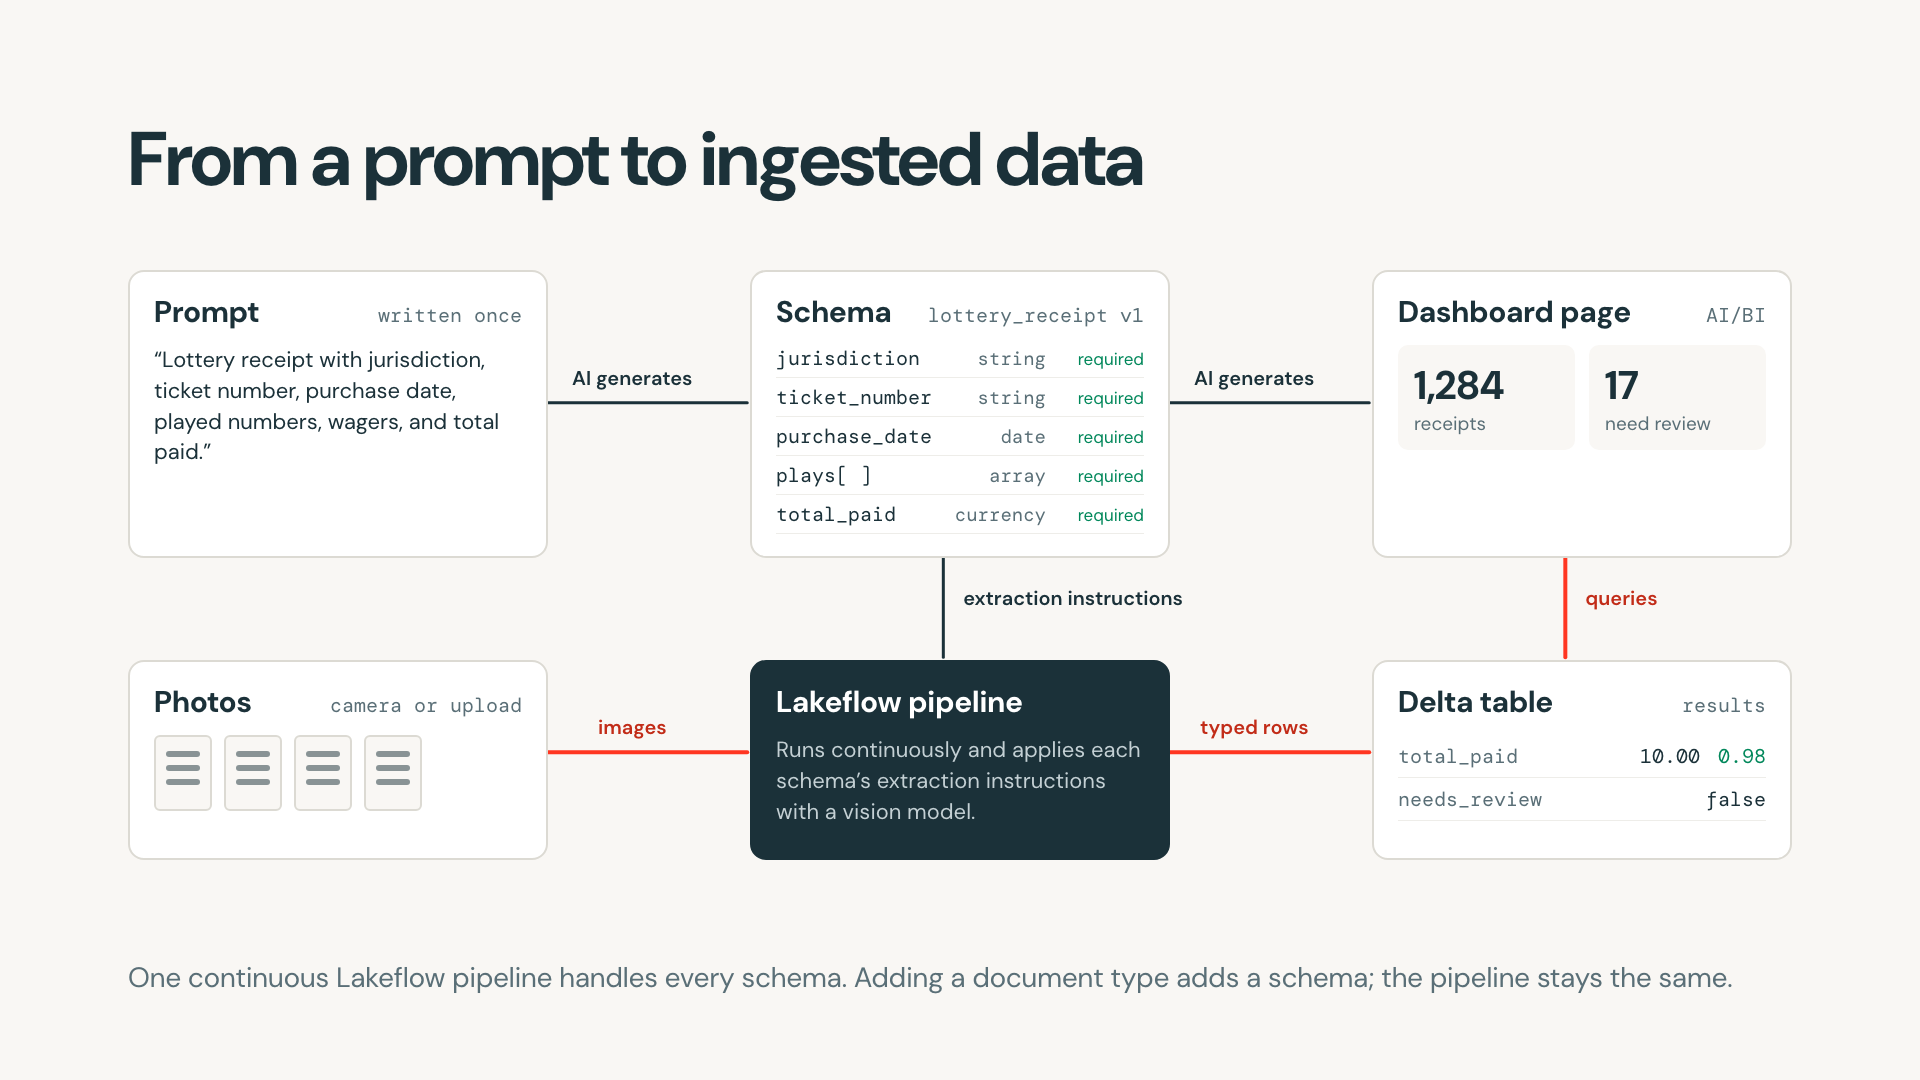 From a prompt to ingested data
Prompt written once
“Lottery receipt with jurisdiction,
ticket number, purchase date,
played numbers, wagers, and total
paid.”
AI generates
Schema lottery_receipt v1
jurisdiction string required
ticket_number string required
purchase_date date required
plays[ ] array required
total_paid currency required
AI generates
Dashboard page AI/BI
1,284 17
receipts need review
extraction instructions
queries
Photos camera or upload
images
Lakeflow pipeline
Runs continuously and applies each
schema’s extraction instructions
with a vision model.
typed rows
Delta table results
total_paid 10.00 0.98
needs_review false
One continuous Lakeflow pipeline handles every schema. Adding a document type adds a schema; the pipeline stays the same.